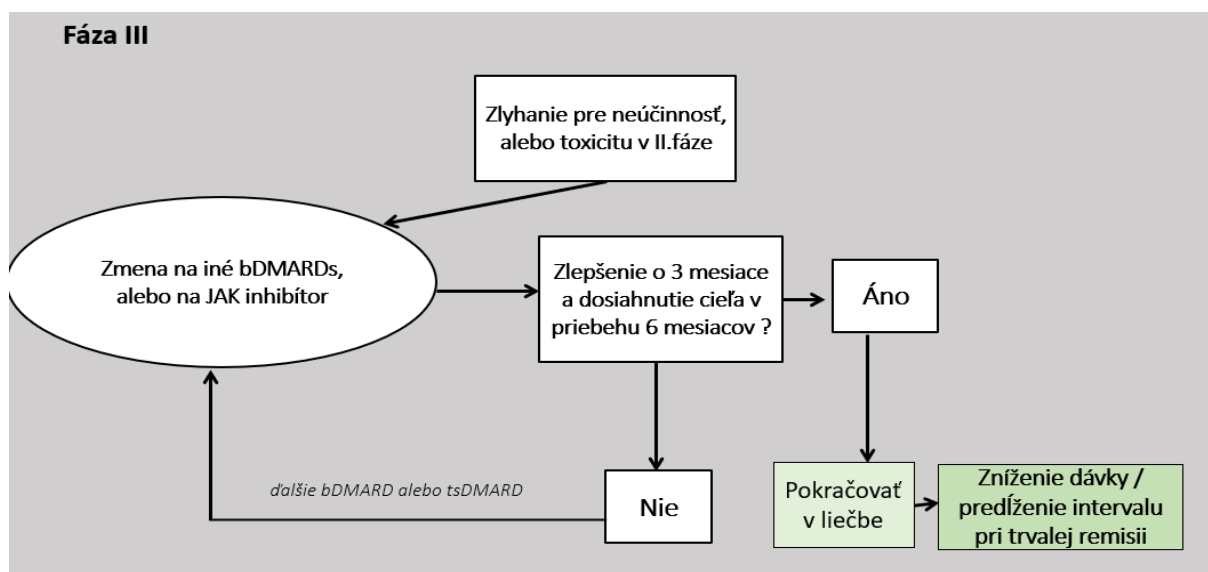 Fáza III
Zlyhanie pre neúčinnosť,
alebo toxicitu v II.fáze
Zmena na iné bDMARDs,
alebo na JAK inhibítor
Zlepšenie o 3 mesiace
a dosiahnutie cieľa v
priebehu 6 mesiacov ?
Áno
ďalšie bDMARD alebo tsDMARD
Nie
Pokračovať
v liečbe
Zníženie dávky /
predĺženie intervalu
pri trvalej remisii